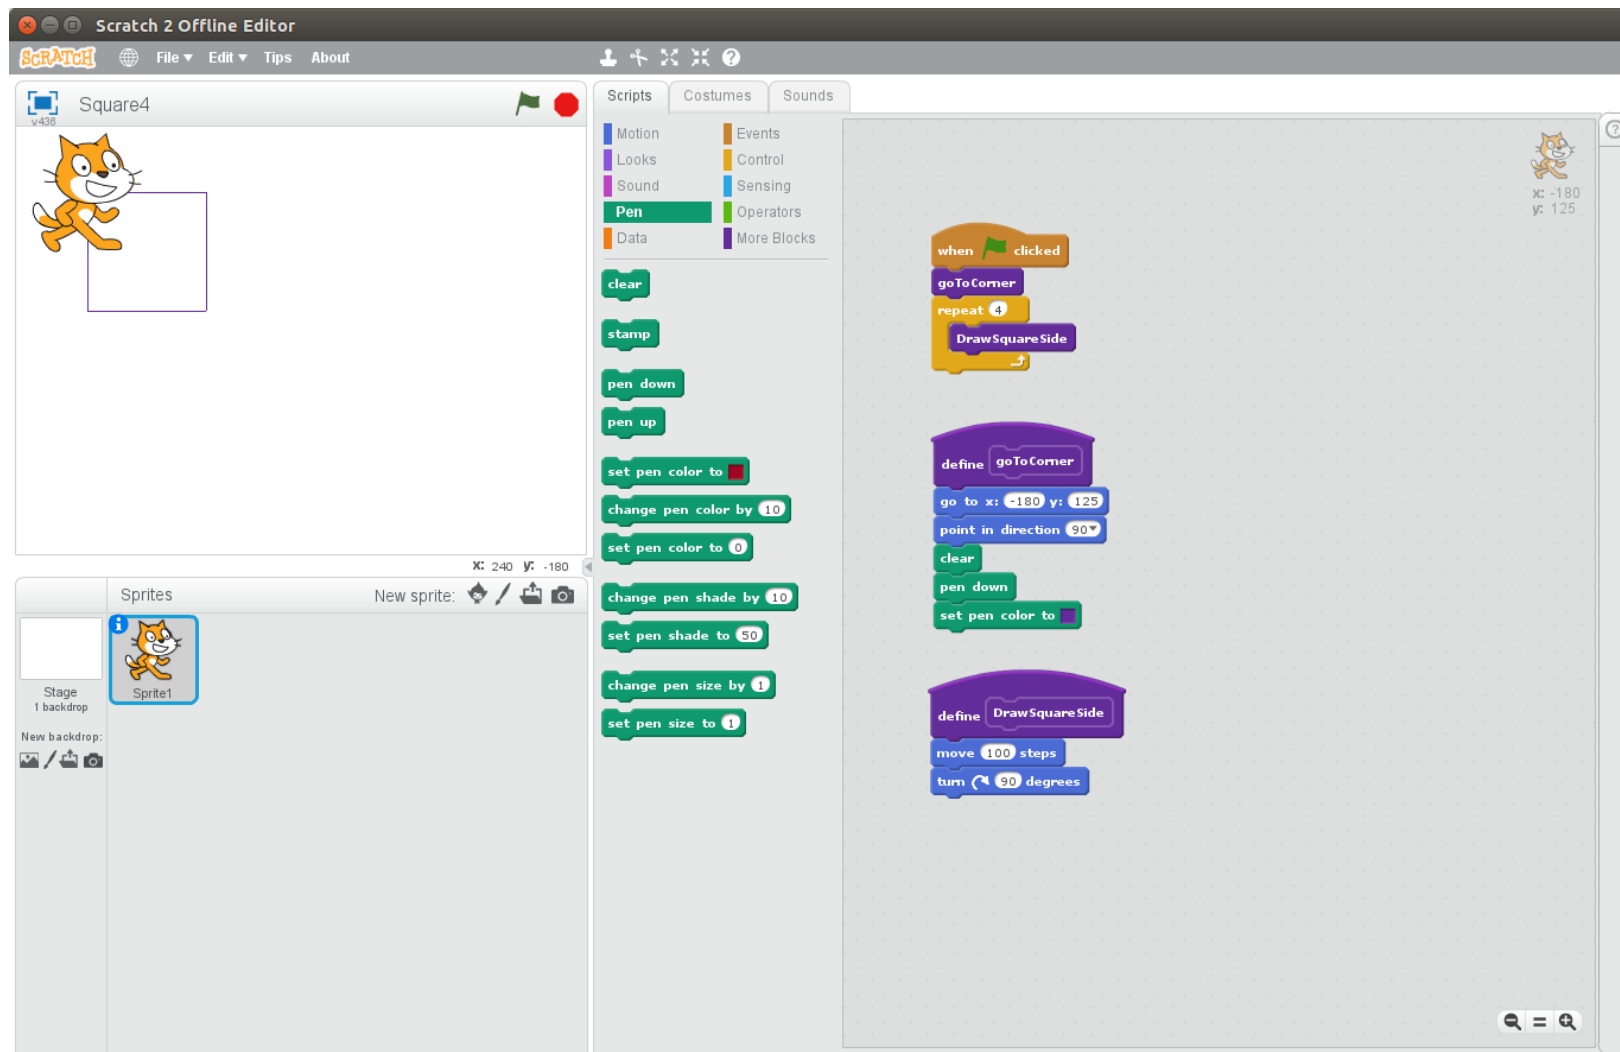 Scratch 2 Offline Editor
SCRATCH File Edit Tips About
Square4
v436
X: 240 y: -180
Sprites New sprite:
Sprite1
Stage
1 backdrop
New backdrop:
Scripts Costumes Sounds
Motion Events
Looks Control
Sound Sensing
Pen Operators
Data More Blocks
clear
stamp
pen down
pen up
set pen color to
change pen color by 10
set pen color to 0
change pen shade by 10
set pen shade to 50
change pen size by 1
set pen size to 1
x: -180
y: 125
when clicked
goToCorner
repeat 4
DrawSquareSide
define goToCorner
go to x: -180 y: 125
point in direction 90
clear
pen down
set pen color to
define DrawSquareSide
move 100 steps
turn 90 degrees